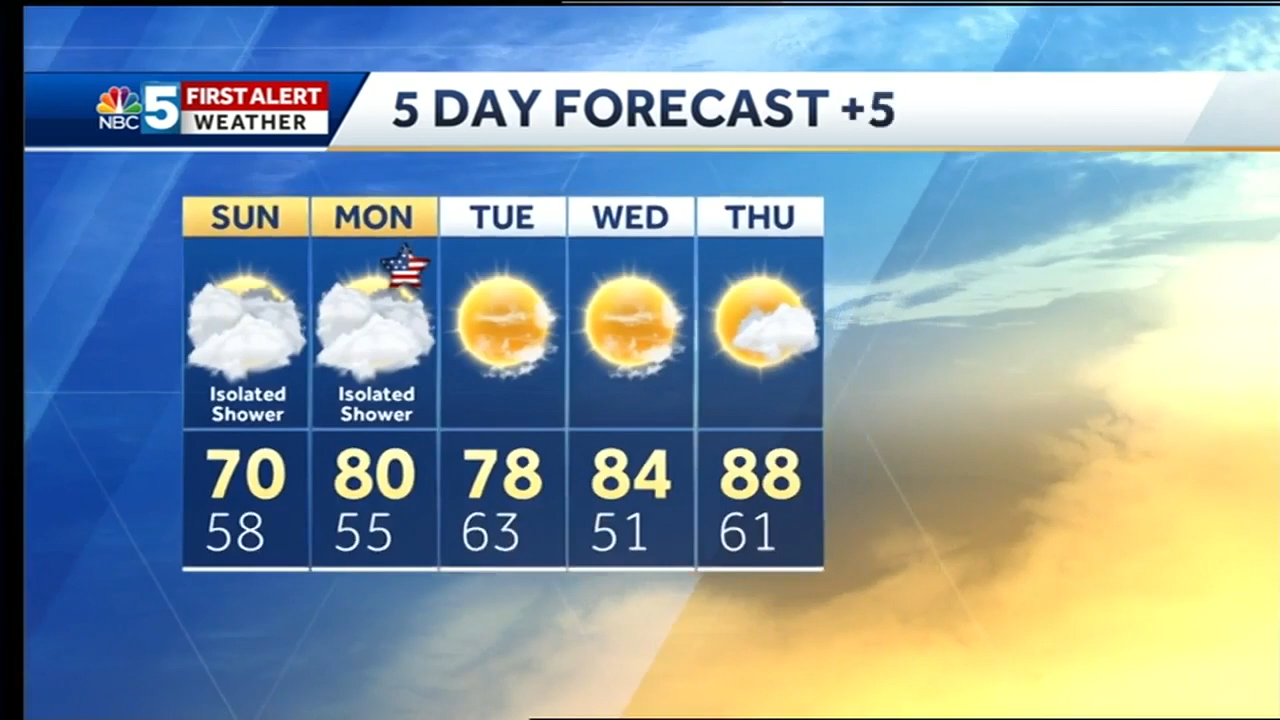 NBC 5 FIRST ALERT WEATHER
5 DAY FORECAST +5
SUN MON TUE WED THU
Isolated Shower Isolated Shower
70 80 78 84 88
58 55 63 51 61